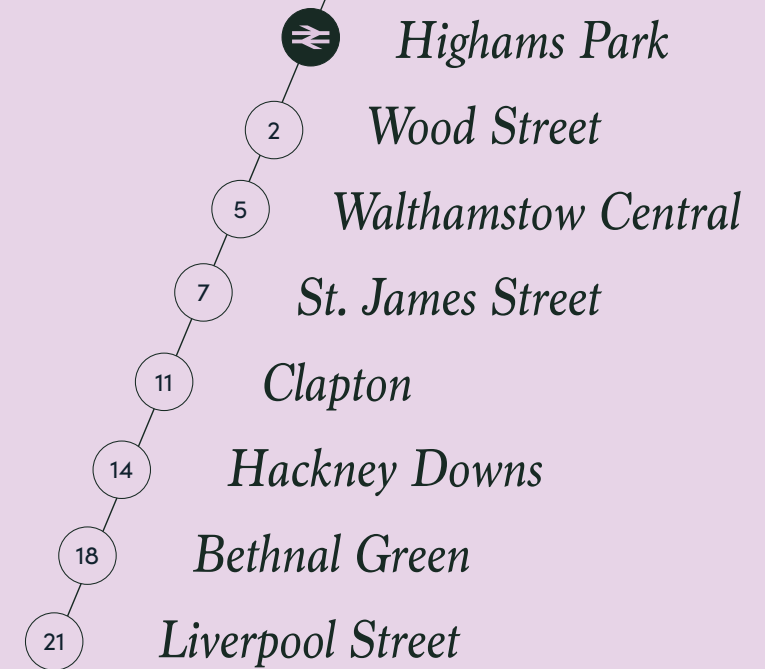 Highams Park
2 Wood Street
5 Walthamstow Central
7 St. James Street
11 Clapton
14 Hackney Downs
18 Bethnal Green
21 Liverpool Street